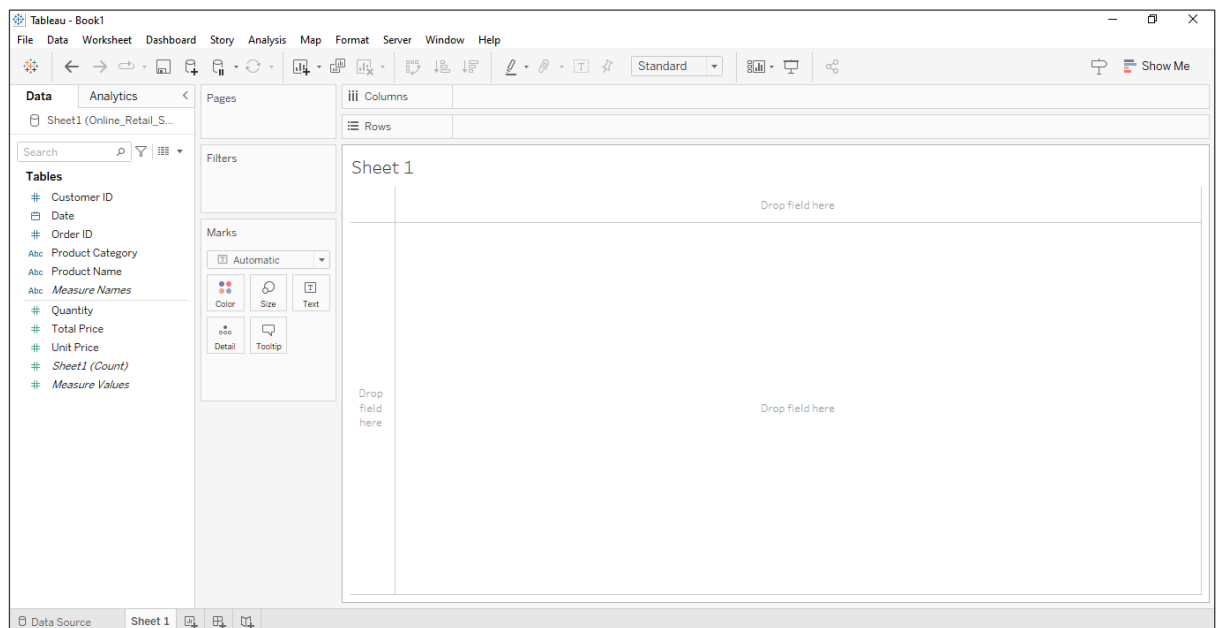 Tableau - Book1
File Data Worksheet Dashboard Story Analysis Map Format Server Window Help
Standard
Show Me
Data Analytics
Sheet1 (Online_Retail_S...
Search
Tables
# Customer ID
Date
# Order ID
Abc Product Category
Abc Product Name
Abc Measure Names
# Quantity
# Total Price
# Unit Price
# Sheet1 (Count)
# Measure Values
Pages
Filters
Marks
T Automatic
Color Size Text
Detail Tooltip
Columns
Rows
Sheet 1
Drop field here
Drop
field
here
Drop field here
Data Source Sheet 1